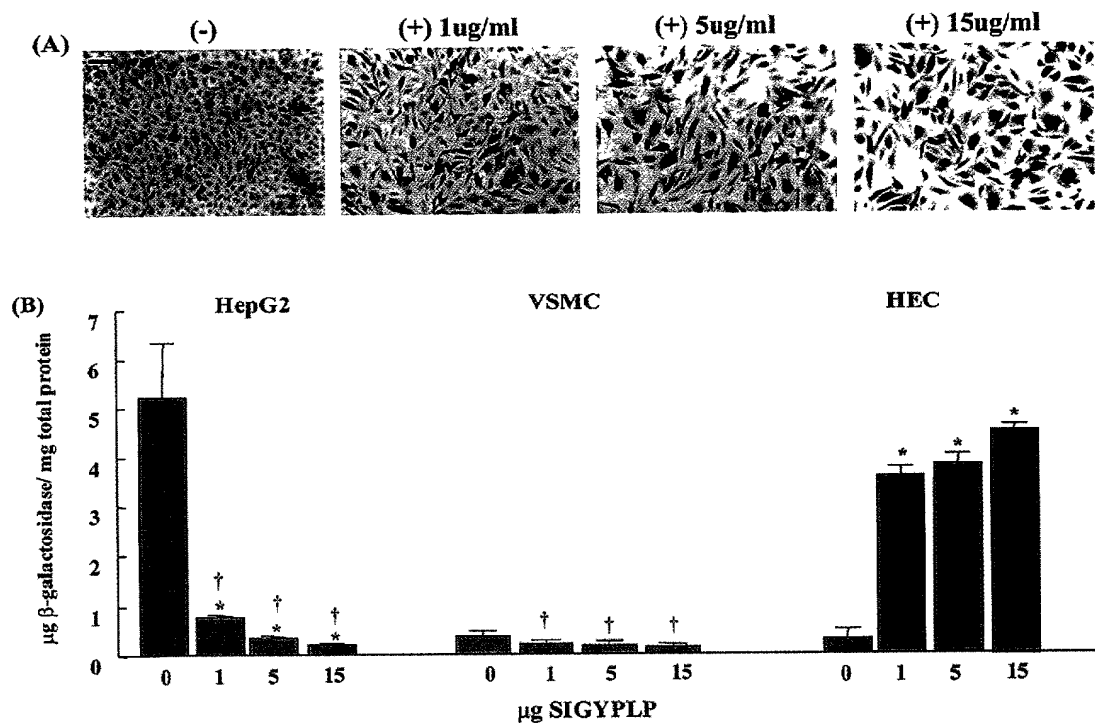 (A)
(-) (+) 1ug/ml (+) 5ug/ml (+) 15ug/ml
(B)
HepG2 VSMC HEC
µg β-galactosidase/ mg total protein
7
6
5
4
3
2
1
0
† * † * † *
† † †
* * *
0 1 5 15 0 1 5 15 0 1 5 15
µg SIGYPLP